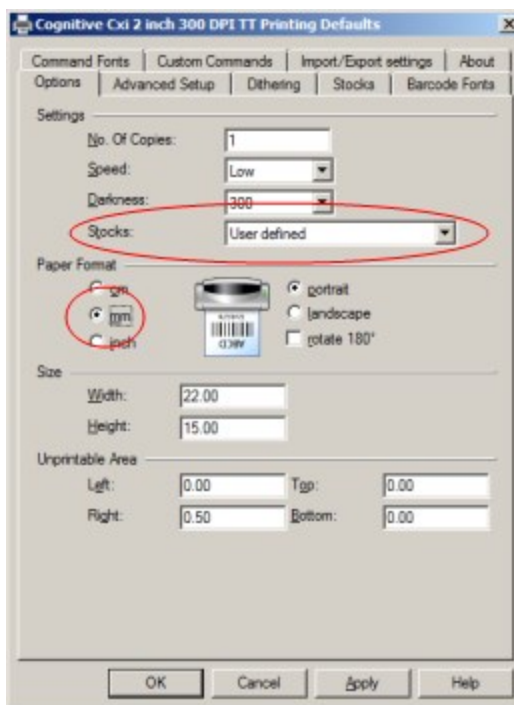 Cognitive Cxi 2 inch 300 DPI TT Printing Defaults
Command Fonts Custom Commands Import/Export settings About
Options Advanced Setup Dithering Stocks Barcode Fonts
Settings
No. Of Copies: 1
Speed: Low
Darkness: 300
Stocks: User defined
Paper Format
cm portrait
mm landscape
inch rotate 180°
ABCD
Size
Width: 22.00
Height: 15.00
Unprintable Area
Left: 0.00 Top: 0.00
Right: 0.50 Bottom: 0.00
OK Cancel Apply Help